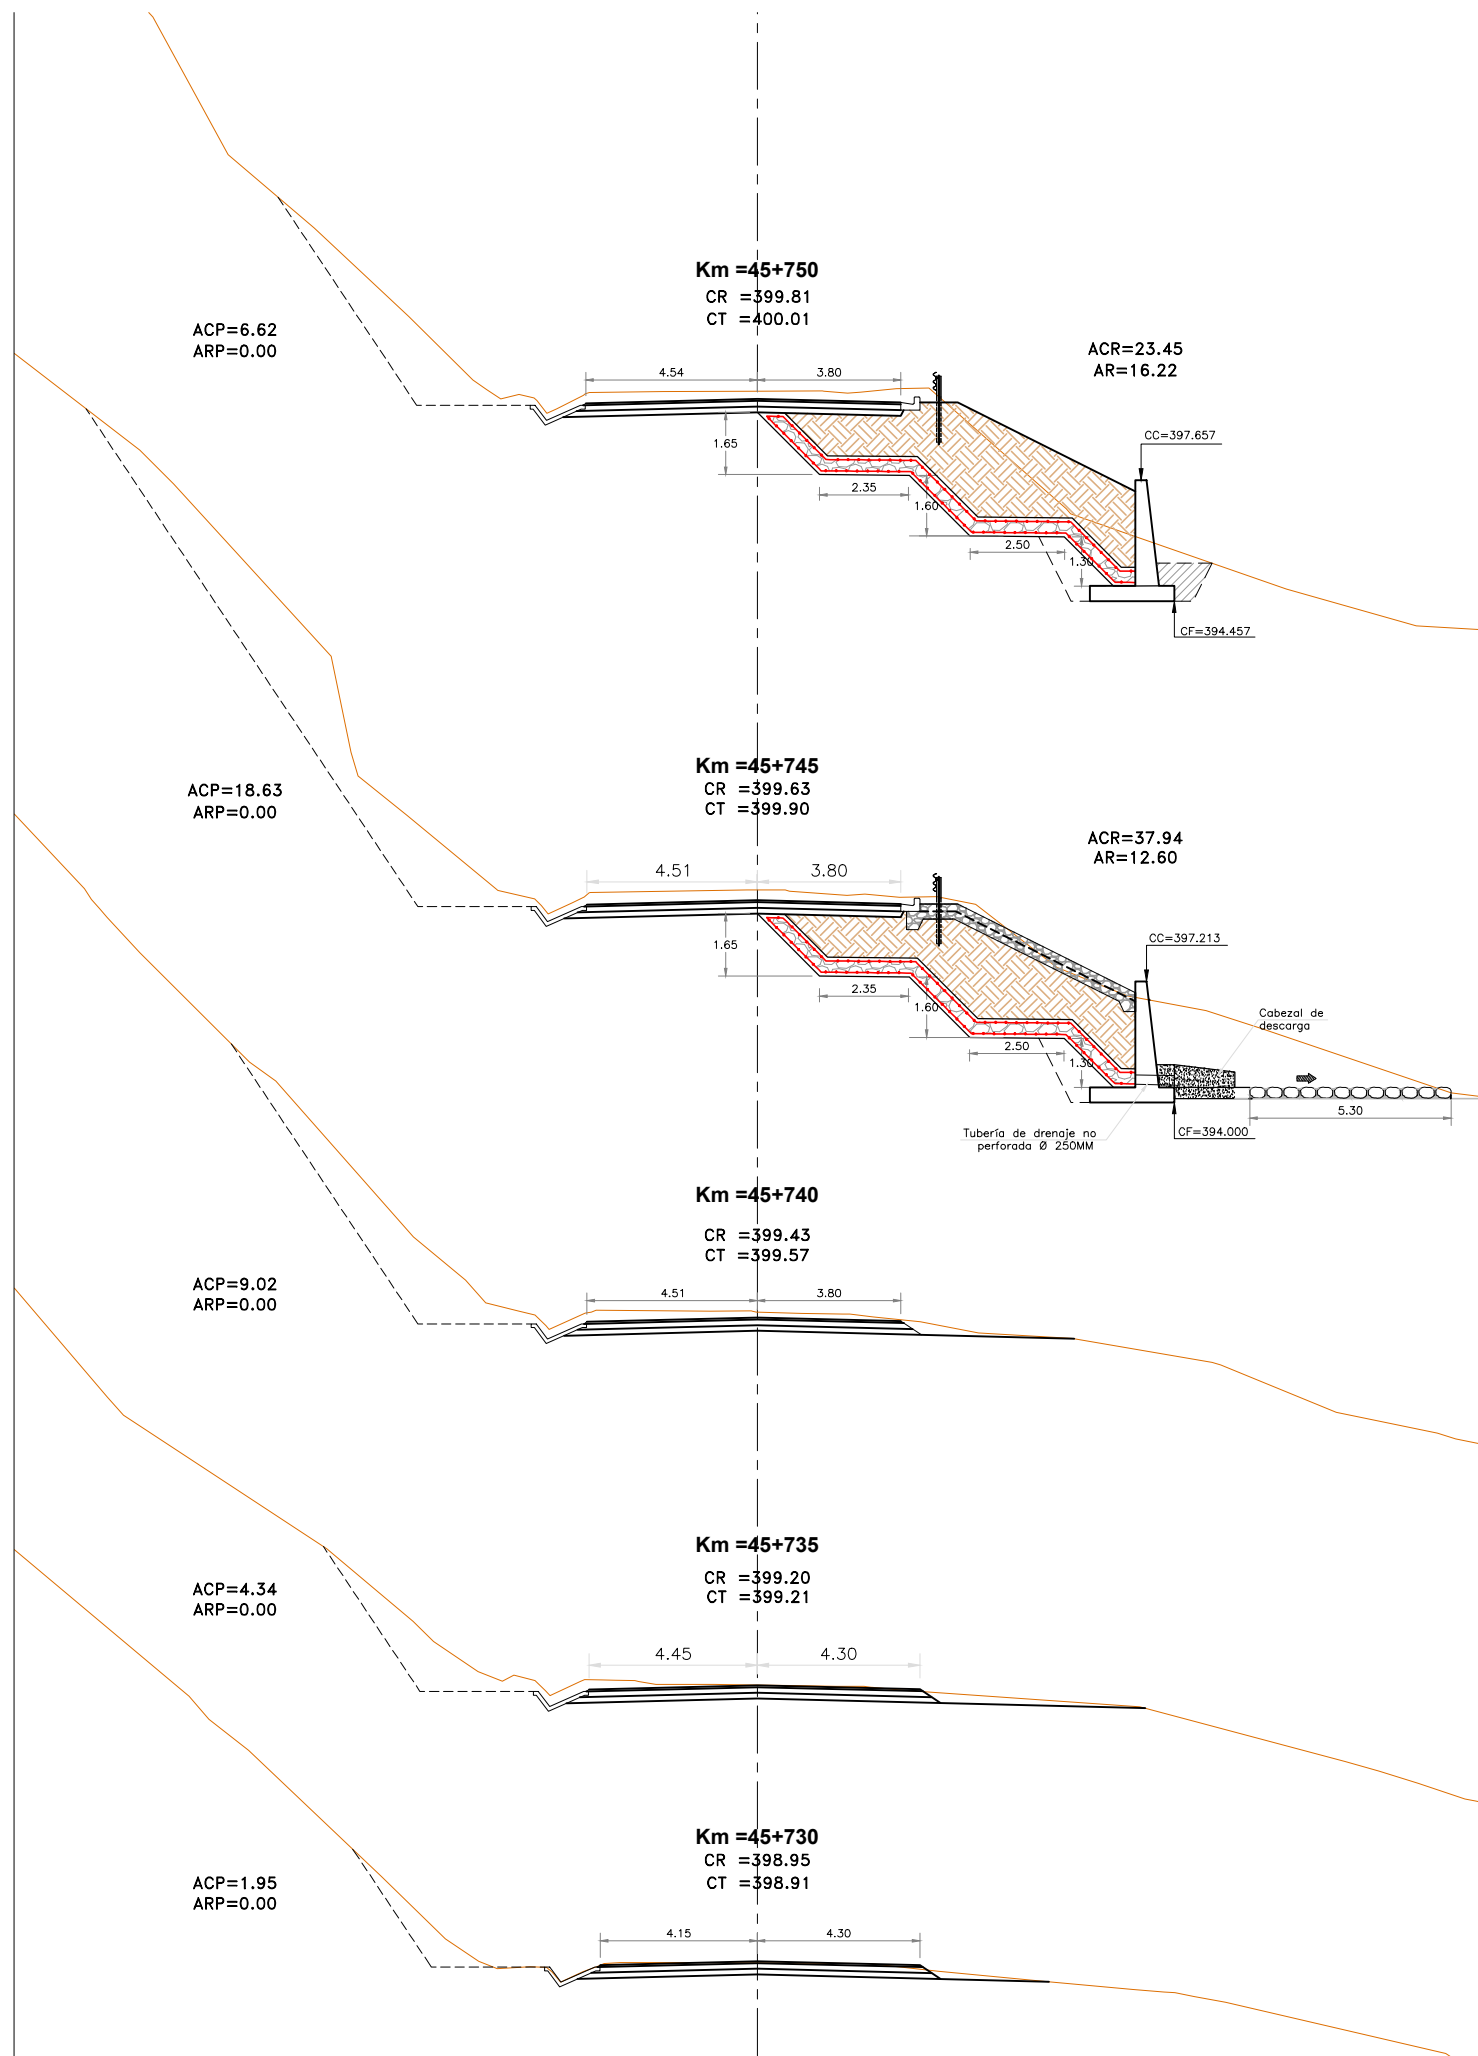 Km =45+750
CR =399.81
CT =400.01
ACP=6.62
ARP=0.00
ACR=23.45
AR=16.22
4.54
3.80
CC=397.657
1.65
2.35
1.60
2.50
1.30
CF=394.457
Km =45+745
CR =399.63
CT =399.90
ACP=18.63
ARP=0.00
ACR=37.94
AR=12.60
4.51
3.80
CC=397.213
1.65
2.35
1.60
2.50
1.30
Cabezal de
descarga
5.30
Tubería de drenaje no
perforada Ø 250MM
CF=394.000
Km =45+740
CR =399.43
CT =399.57
ACP=9.02
ARP=0.00
4.51
3.80
Km =45+735
CR =399.20
CT =399.21
ACP=4.34
ARP=0.00
4.45
4.30
Km =45+730
CR =398.95
CT =398.91
ACP=1.95
ARP=0.00
4.15
4.30